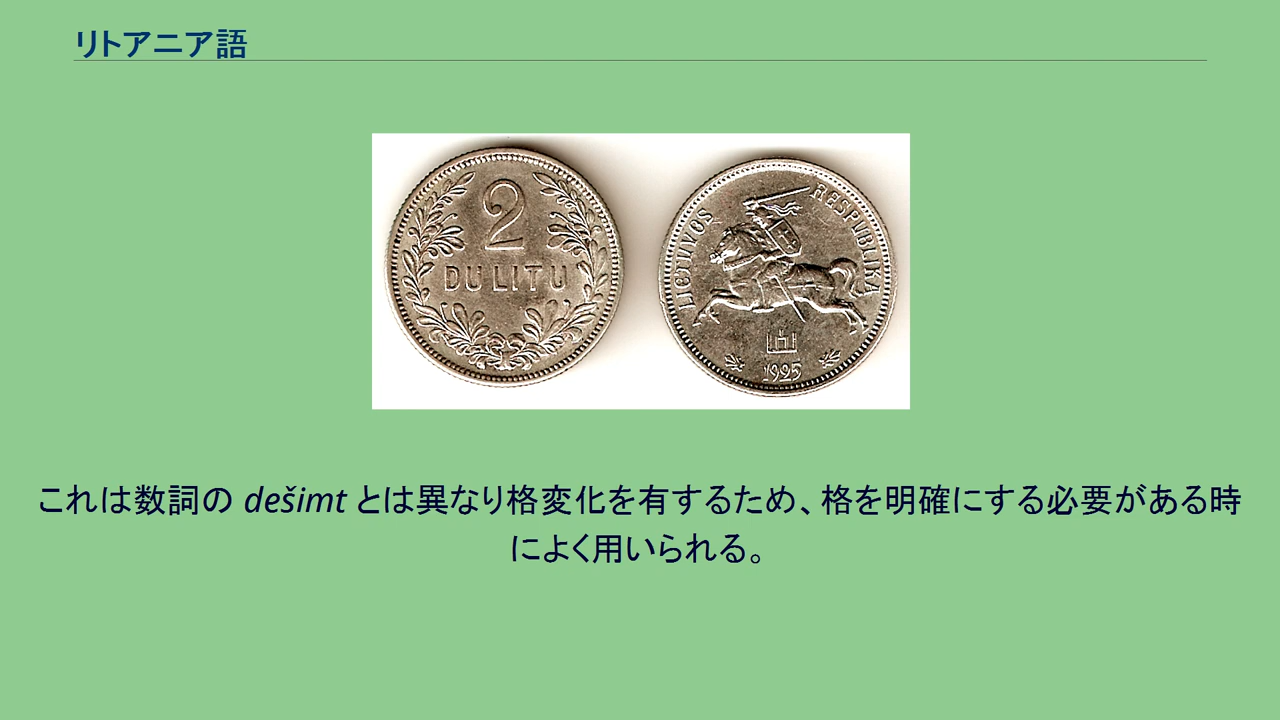 リトアニア語
2
DU LITU
LIETUVOS RESPUBLIKA
1925
これは数詞の dešimt とは異なり格変化を有するため、格を明確にする必要がある時
によく用いられる。